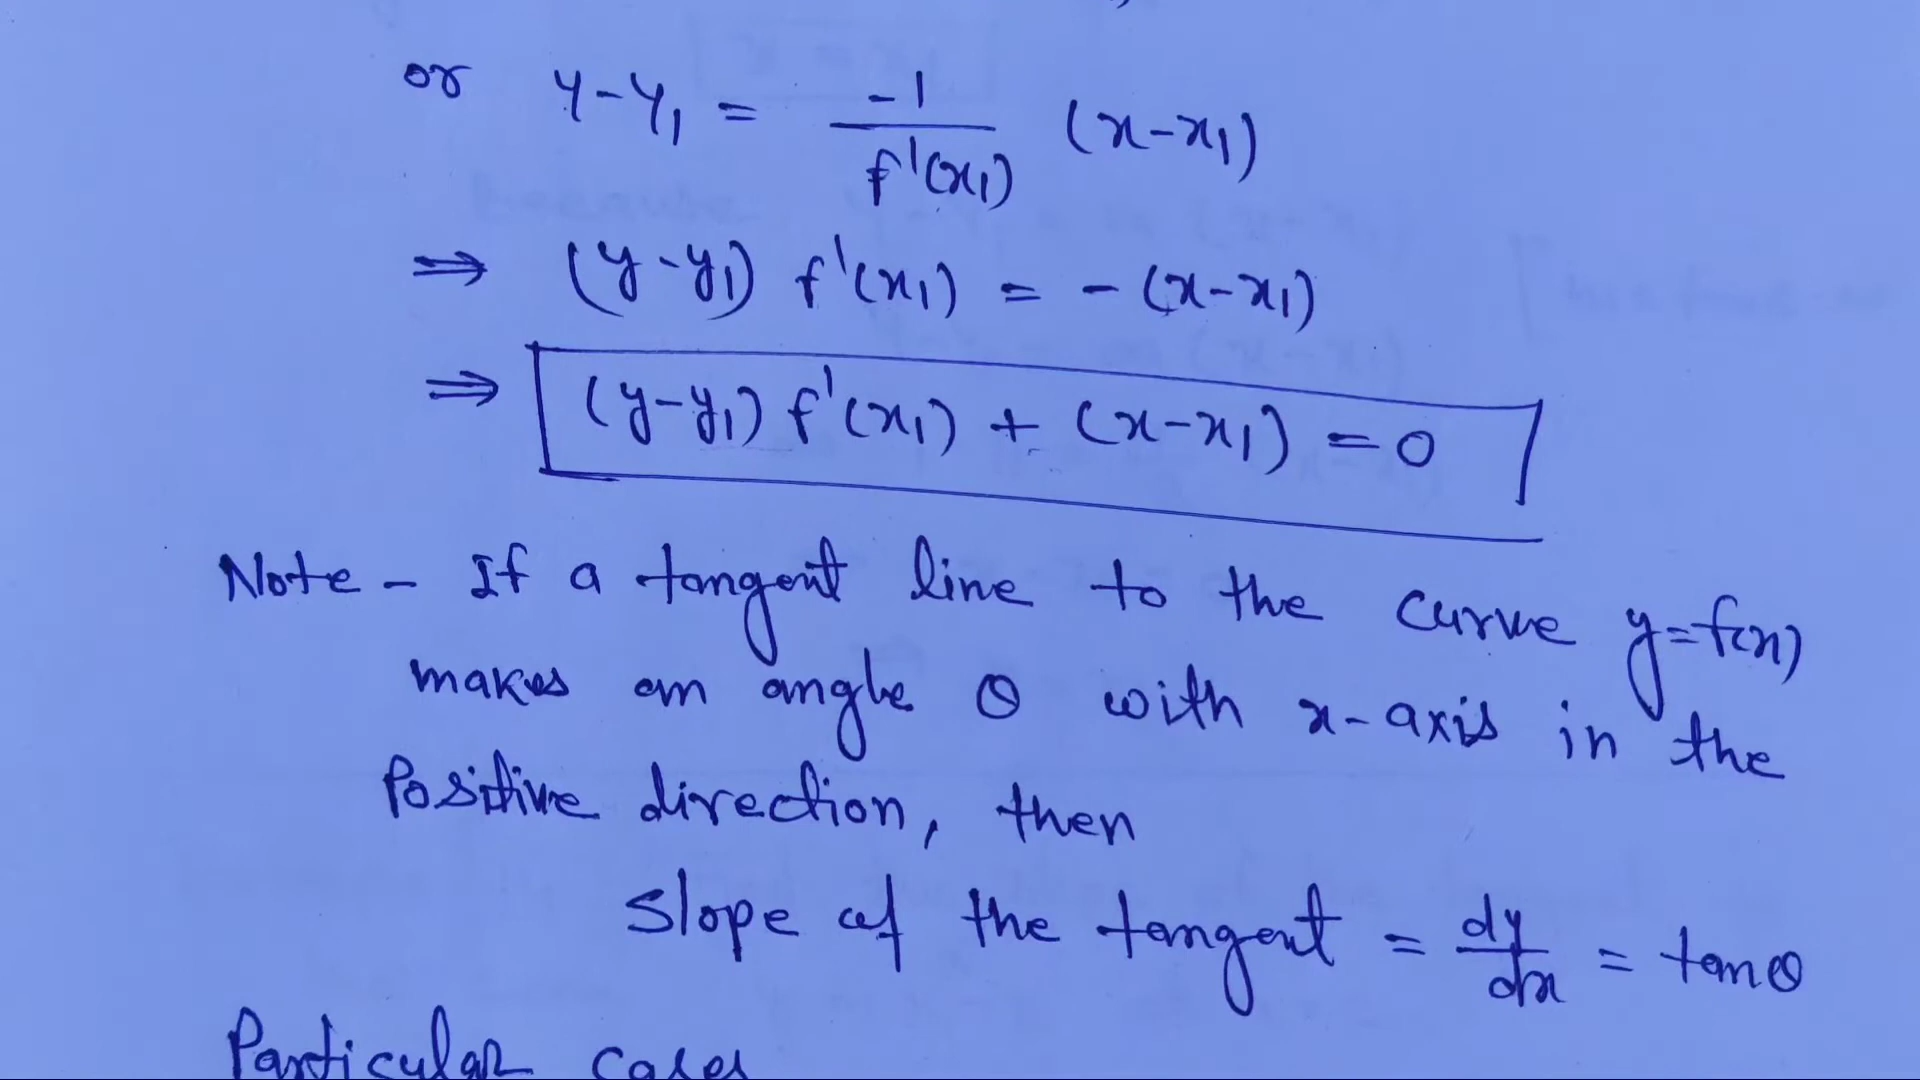 or y-y₁ = -1/f'(x₁) (x-x₁)
⇒ (y-y₁) f'(x₁) = -(x-x₁)
⇒ (y-y₁) f'(x₁) + (x-x₁) = 0
Note - If a tangent line to the curve y=f(x)
makes an angle θ with x-axis in the
Positive direction, then
Slope of the tangent = dy/dx = tanθ
Particular cases